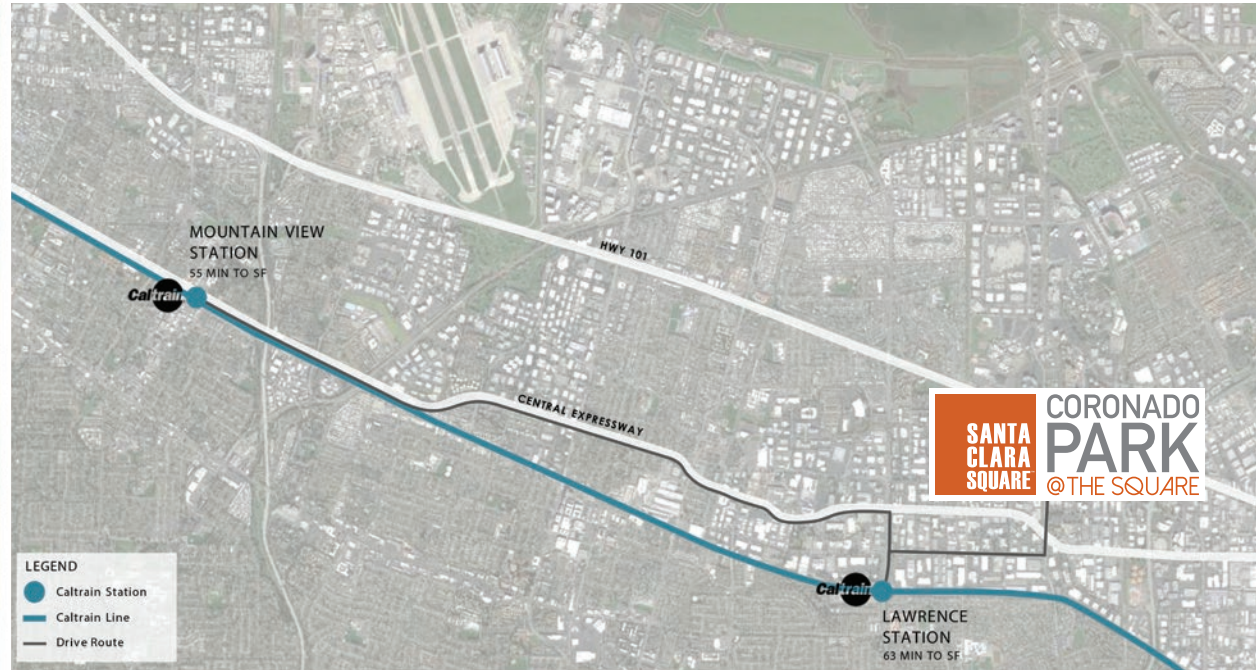 MOUNTAIN VIEW
STATION
55 MIN TO SF
Caltrain
HWY 101
CENTRAL EXPRESSWAY
SANTA
CLARA
SQUARE
CORONADO
PARK
@THE SQUARE
Caltrain
LAWRENCE
STATION
63 MIN TO SF
LEGEND
Caltrain Station
Caltrain Line
Drive Route